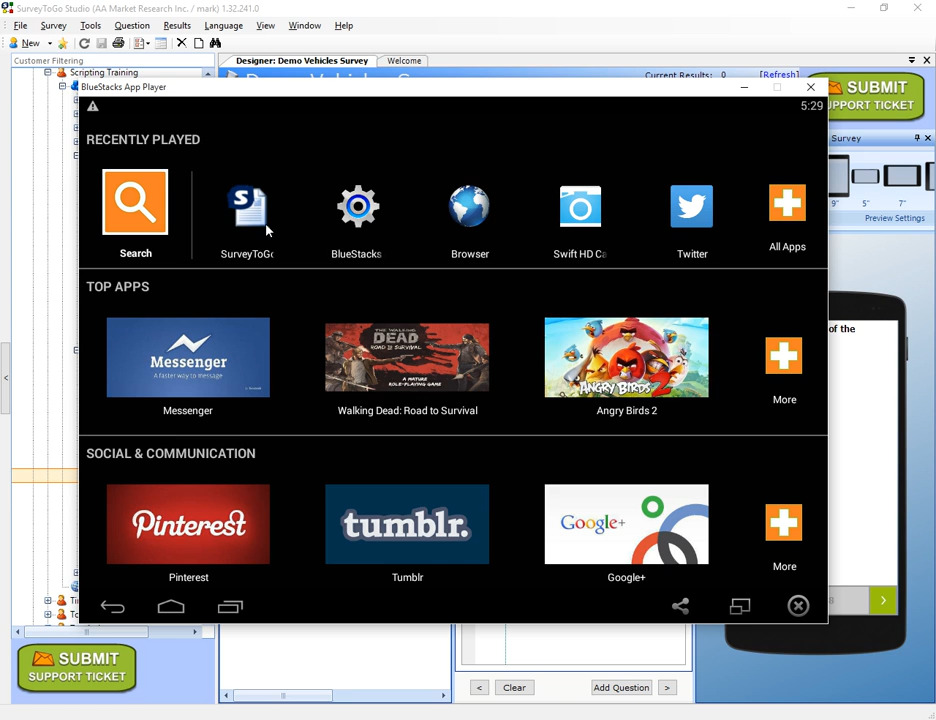 SurveyToGo Studio (AA Market Research Inc. / mark) 1.32.241.0
File Survey Tools Question Results Language View Window Help
New
Customer Filtering
Designer: Demo Vehicles Survey Welcome
Scripting Training
Current Results: 0 [Refresh]
SUBMIT
SUPPORT TICKET
BlueStacks App Player
5:29
Survey
9" 5" 7"
Preview Settings
RECENTLY PLAYED
Search
SurveyToGo
BlueStacks
Browser
Swift HD Ca
Twitter
All Apps
TOP APPS
of the
Messenger
A faster way to message
THE WALKING
DEAD
ROAD TO SURVIVAL
A MATURE
ROLE-PLAYING GAME
ANGRY BIRDS 2
Messenger
Walking Dead: Road to Survival
Angry Birds 2
More
SOCIAL & COMMUNICATION
Pinterest
tumblr.
Google+
Pinterest
Tumblr
Google+
More
8
SUBMIT
SUPPORT TICKET
< Clear Add Question >